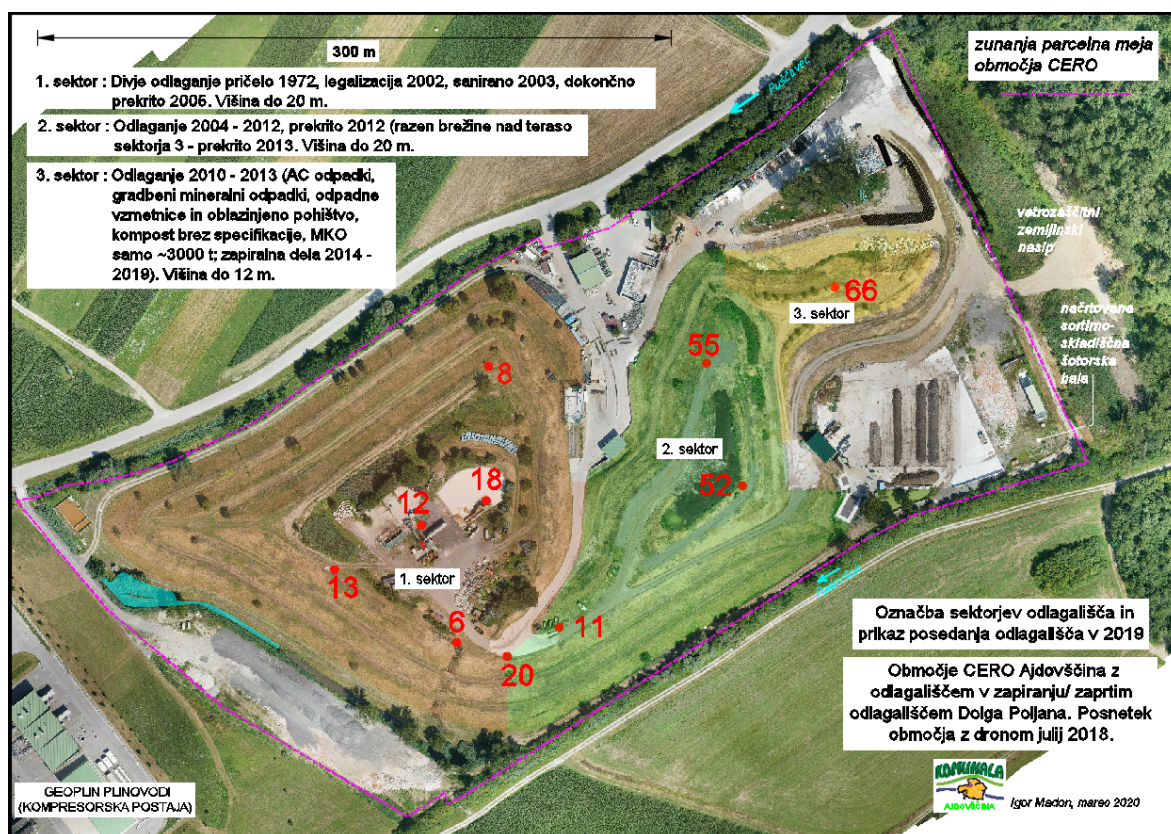 300 m
zunanja parcelna meja
območja CERO
1. sektor : Divje odlaganje pričelo 1972, legalizacija 2002, sanirano 2003, dokončno
prekrito 2005. Višina do 20 m.
2. sektor : Odlaganje 2004 - 2012, prekrito 2012 (razen brežine nad teraso
sektorja 3 - prekrito 2013. Višina do 20 m.
3. sektor : Odlaganje 2010 - 2013 (AC odpadki,
gradbeni mineralni odpadki, odpadne
vzmetnice in oblazinjeno pohištvo,
kompost brez specifikacije, MKO
samo ~3000 t; zapiralna dela 2014 -
2019). Višina do 12 m.
Puščavec
vetrozaščitni
zemljinski
nasip
načrtovana
sortirno-
skladiščna
šotorska
hala
66
3. sektor
55
8
2. sektor
52
18
12
1. sektor
13
6
11
20
Označba sektorjev odlagališča in
prikaz posedanja odlagališča v 2019
Območje CERO Ajdovščina z
odlagališčem v zapiranju/ zaprtim
odlagališčem Dolga Poljana. Posnetek
območja z dronom julij 2018.
GEOPLIN PLINOVODI
(KOMPRESORSKA POSTAJA)
KOMUNALA
AJDOVŠČINA
Igor Madon, marec 2020